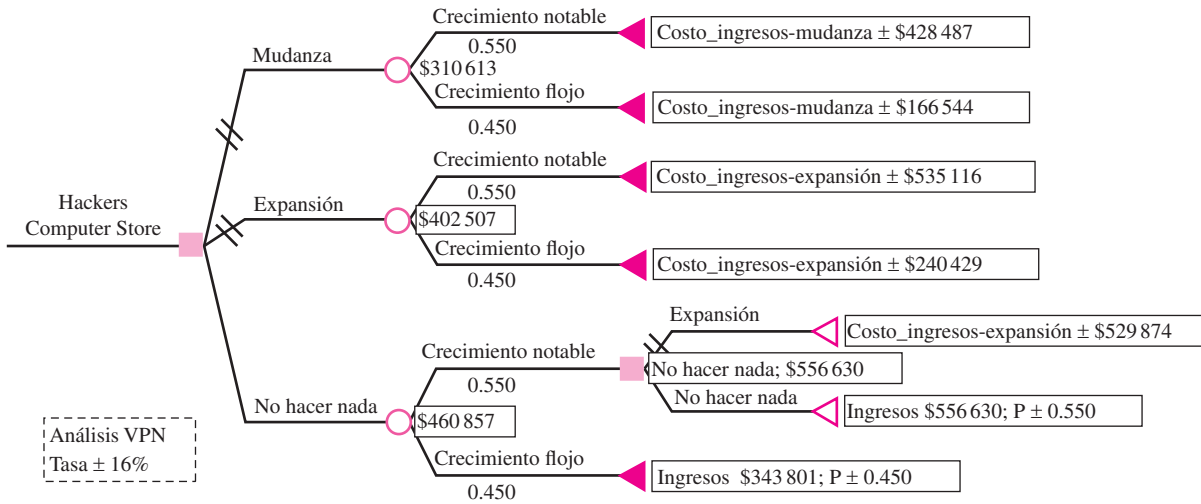 Crecimiento notable
0.550
Costo_ingresos-mudanza ± $428 487
Mudanza
$310 613
Crecimiento flojo
0.450
Costo_ingresos-mudanza ± $166 544
Crecimiento notable
0.550
Costo_ingresos-expansión ± $535 116
Hackers
Computer Store
Expansión
$402 507
Crecimiento flojo
0.450
Costo_ingresos-expansión ± $240 429
Expansión
Costo_ingresos-expansión ± $529 874
Crecimiento notable
0.550
No hacer nada; $556 630
No hacer nada
Ingresos $556 630; P ± 0.550
No hacer nada
$460 857
Crecimiento flojo
0.450
Ingresos $343 801; P ± 0.450
Análisis VPN
Tasa ± 16%